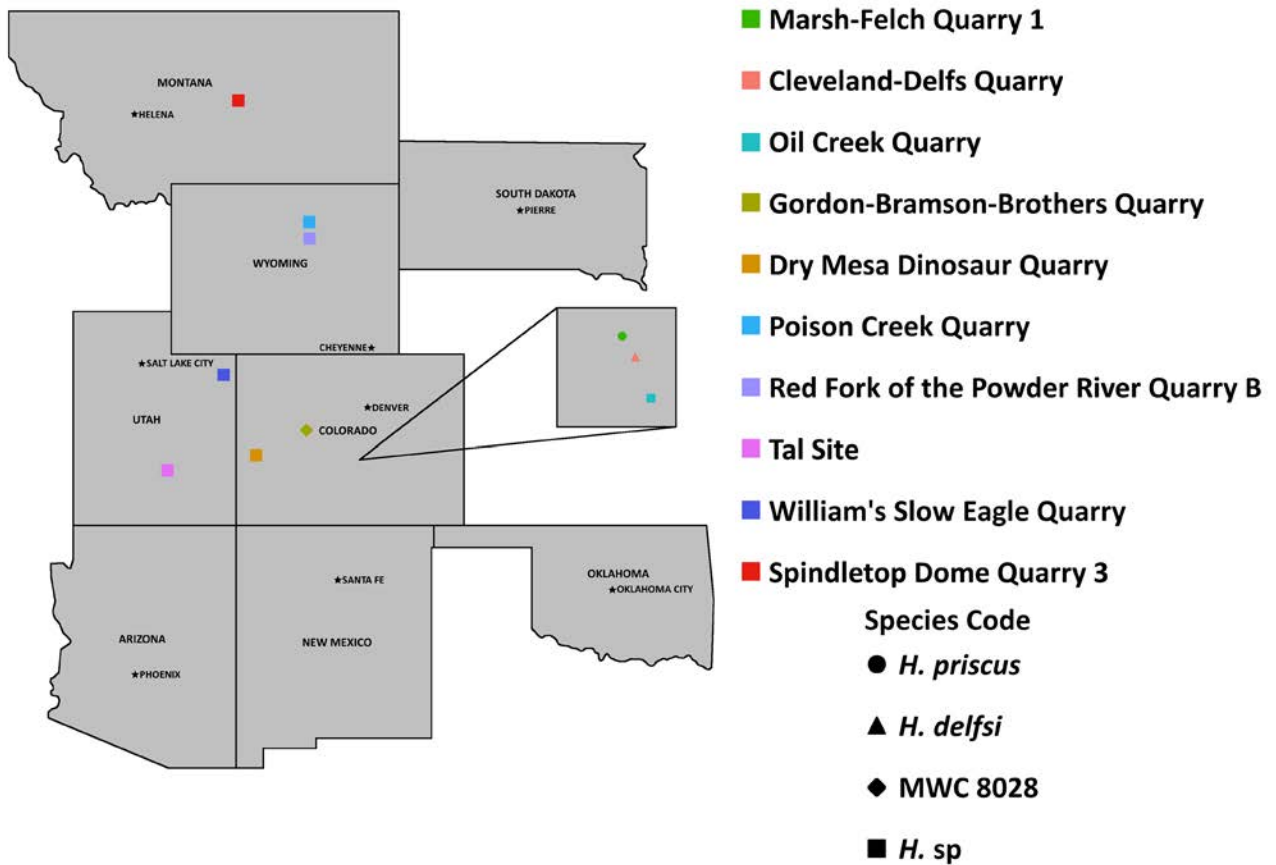 MONTANA
★HELENA
SOUTH DAKOTA
★PIERRE
WYOMING
CHEYENNE★
★SALT LAKE CITY
UTAH
★DENVER
COLORADO
★SANTA FE
OKLAHOMA
★OKLAHOMA CITY
ARIZONA
NEW MEXICO
★PHOENIX
Marsh-Felch Quarry 1
Cleveland-Delfs Quarry
Oil Creek Quarry
Gordon-Bramson-Brothers Quarry
Dry Mesa Dinosaur Quarry
Poison Creek Quarry
Red Fork of the Powder River Quarry B
Tal Site
William's Slow Eagle Quarry
Spindletop Dome Quarry 3
Species Code
H. priscus
H. delfsi
MWC 8028
H. sp